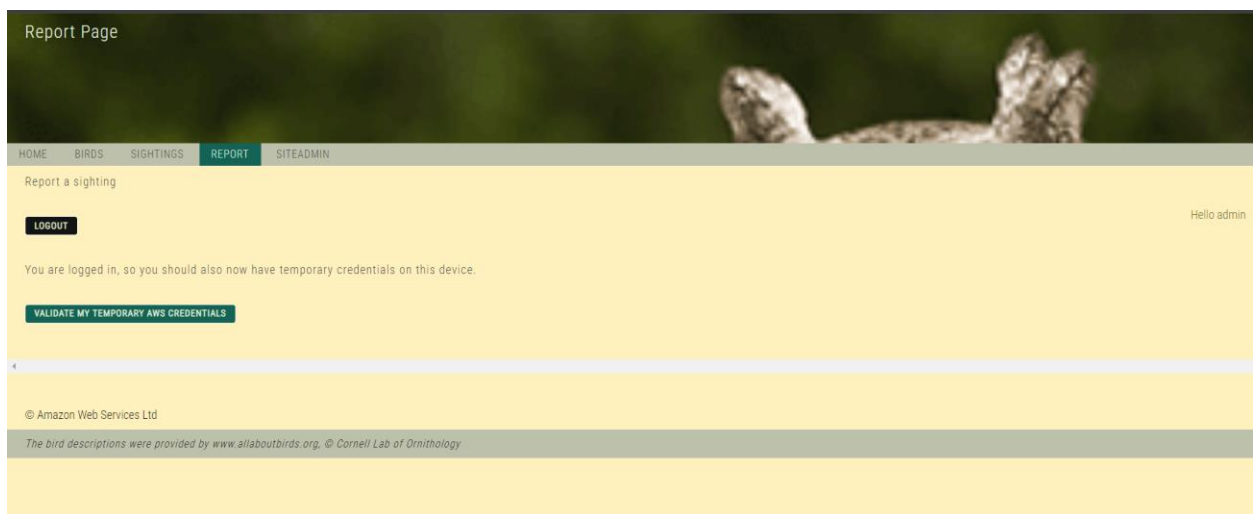 Report Page
HOME BIRDS SIGHTINGS REPORT SITEADMIN
Report a sighting
Hello admin
LOGOUT
You are logged in, so you should also now have temporary credentials on this device.
VALIDATE MY TEMPORARY AWS CREDENTIALS
© Amazon Web Services Ltd
The bird descriptions were provided by www.allaboutbirds.org, © Cornell Lab of Ornithology